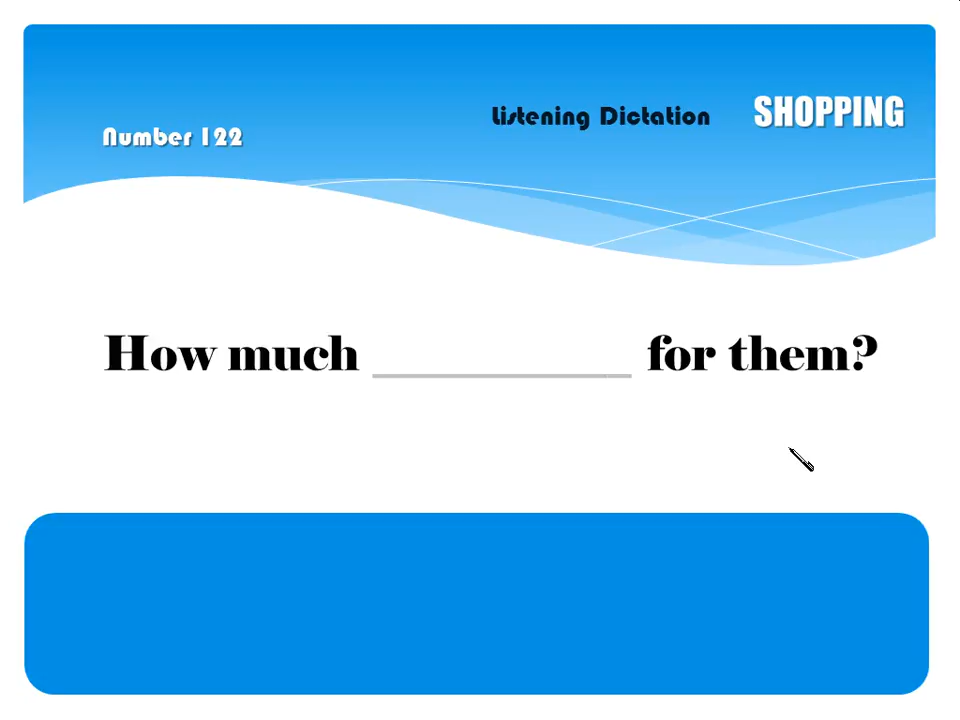 Number 122
Listening Dictation
SHOPPING
How much __________ for them?